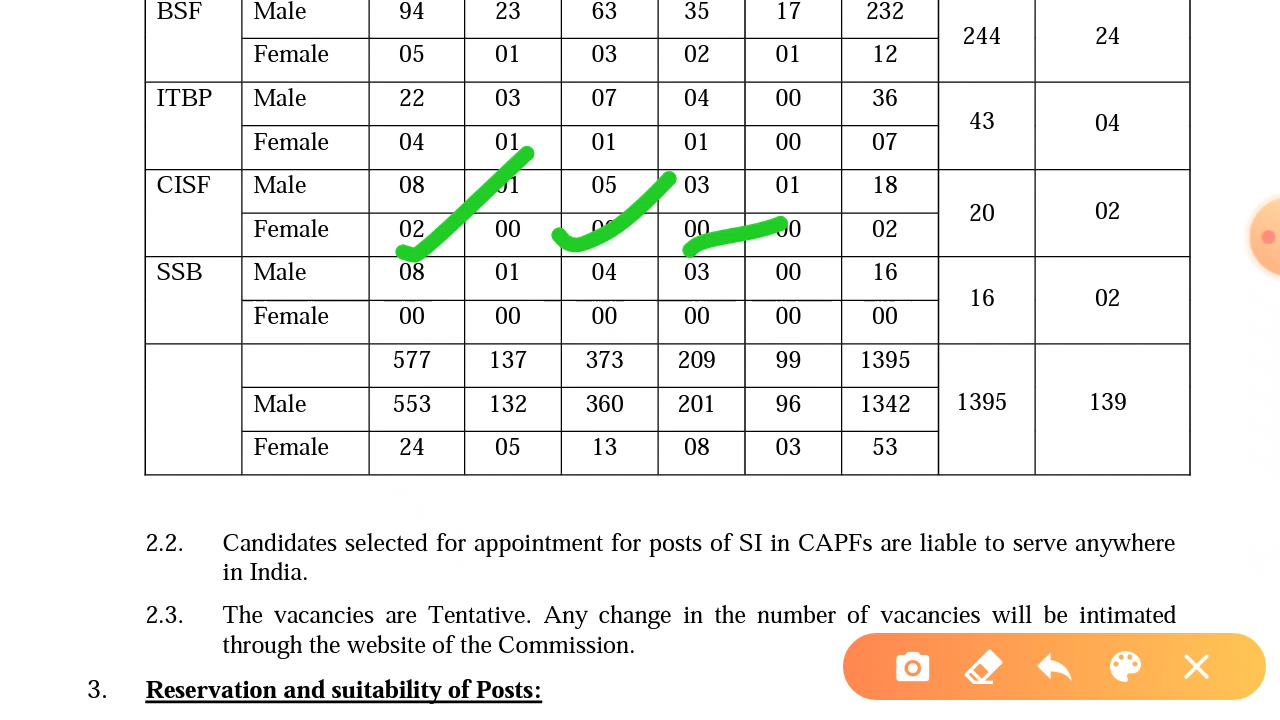 BSF Male 94 23 63 35 17 232 244 24
Female 05 01 03 02 01 12
ITBP Male 22 03 07 04 00 36 43 04
Female 04 01 01 01 00 07
CISF Male 08 01 05 03 01 18 20 02
Female 02 00 00 00 00 02
SSB Male 08 01 04 03 00 16 16 02
Female 00 00 00 00 00 00
577 137 373 209 99 1395 1395 139
Male 553 132 360 201 96 1342
Female 24 05 13 08 03 53
2.2. Candidates selected for appointment for posts of SI in CAPFs are liable to serve anywhere
in India.
2.3. The vacancies are Tentative. Any change in the number of vacancies will be intimated
through the website of the Commission.
3. Reservation and suitability of Posts: